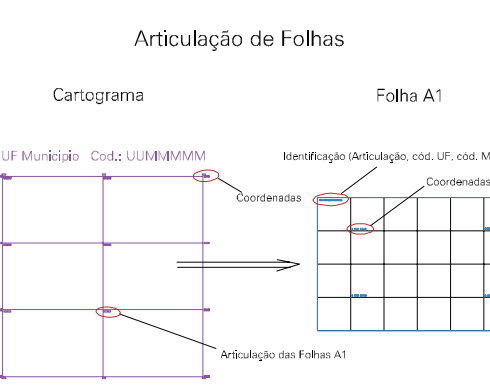 Articulação de Folhas
Cartograma
Folha A1
UF Municipio Cod.: UUMMMMM
Identificação (Articulação, cód. UF, cód. M
Coordenadas
Coordenadas
Articulação das Folhas A1